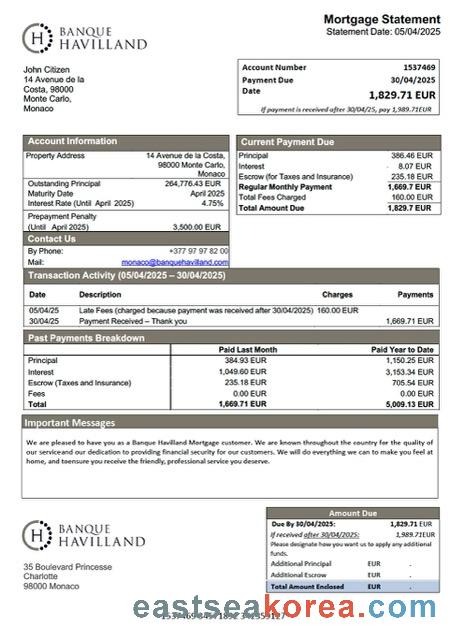 BANQUE
HAVILLAND
Mortgage Statement
Statement Date: 05/04/2025
John Citizen
14 Avenue de la
Costa, 98000
Monte Carlo,
Monaco
Account Number 1537469
Payment Due 30/04/2025
Date 1,829.71 EUR
If payment is received after 30/04/25, pay 1,989.71EUR
Account Information
Property Address 14 Avenue de la Costa,
98000 Monte Carlo,
Monaco
Outstanding Principal 264,776.43 EUR
Maturity Date April 2025
Interest Rate (Until April 2025) 4.75%
Prepayment Penalty
(Until April 2025) 3,500.00 EUR
Contact Us
By Phone: +377 97 97 82 00
Mail: monaco@banquehavilland.com
Current Payment Due
Principal 386.46 EUR
Interest 8.07 EUR
Escrow (for Taxes and Insurance) 235.18 EUR
Regular Monthly Payment 1,669.7 EUR
Total Fees Charged 160.00 EUR
Total Amount Due 1,829.7 EUR
Transaction Activity (05/04/2025 – 30/04/2025)
Date Description Charges Payments
05/04/25 Late Fees (charged because payment was received after 30/04/2025) 160.00 EUR
30/04/25 Payment Received – Thank you 1,669.71 EUR
Past Payments Breakdown
Paid Last Month Paid Year to Date
Principal 384.93 EUR 1,150.25 EUR
Interest 1,049.60 EUR 3,153.34 EUR
Escrow (Taxes and Insurance) 235.18 EUR 705.54 EUR
Fees 0.00 EUR 0.00 EUR
Total 1,669.71 EUR 5,009.13 EUR
Important Messages
We are pleased to have you as a Banque Havilland Mortgage customer. We are known throughout the country for the quality of
our serviceand our dedication to providing financial security for our customers. We will do everything we can to make you feel at
home, and toensure you receive the friendly, professional service you deserve.
BANQUE
HAVILLAND
35 Boulevard Princesse
Charlotte
98000 Monaco
Amount Due
Due By 30/04/2025: 1,829.71 EUR
If received after 30/04/2025: 1,989.71EUR
Please designate how you want us to apply any additional
funds.
Additional Principal EUR .
Additional Escrow EUR .
Total Amount Enclosed EUR .
eastseakorea.com